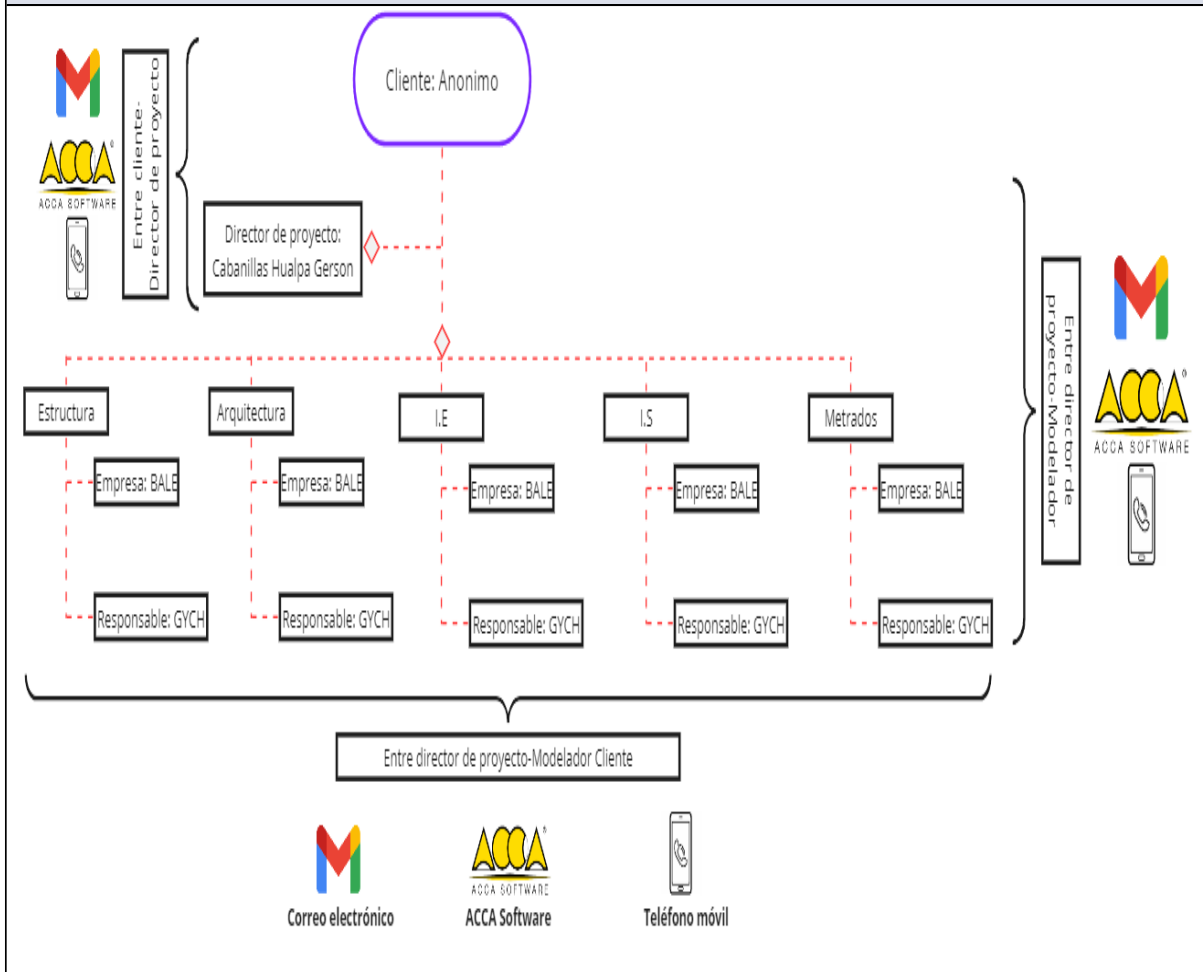 Cliente: Anonimo
Entre cliente-
Director de proyecto
ACCA®
ACCA SOFTWARE
Director de proyecto:
Cabanillas Hualpa Gerson
Entre director de
proyecto-Modelador
ACCA®
ACCA SOFTWARE
Estructura
Arquitectura
I.E
I.S
Metrados
Empresa: BALE
Empresa: BALE
Empresa: BALE
Empresa: BALE
Empresa: BALE
Responsable: GYCH
Responsable: GYCH
Responsable: GYCH
Responsable: GYCH
Responsable: GYCH
Entre director de proyecto-Modelador Cliente
ACCA®
ACCA SOFTWARE
Correo electrónico
ACCA Software
Teléfono móvil